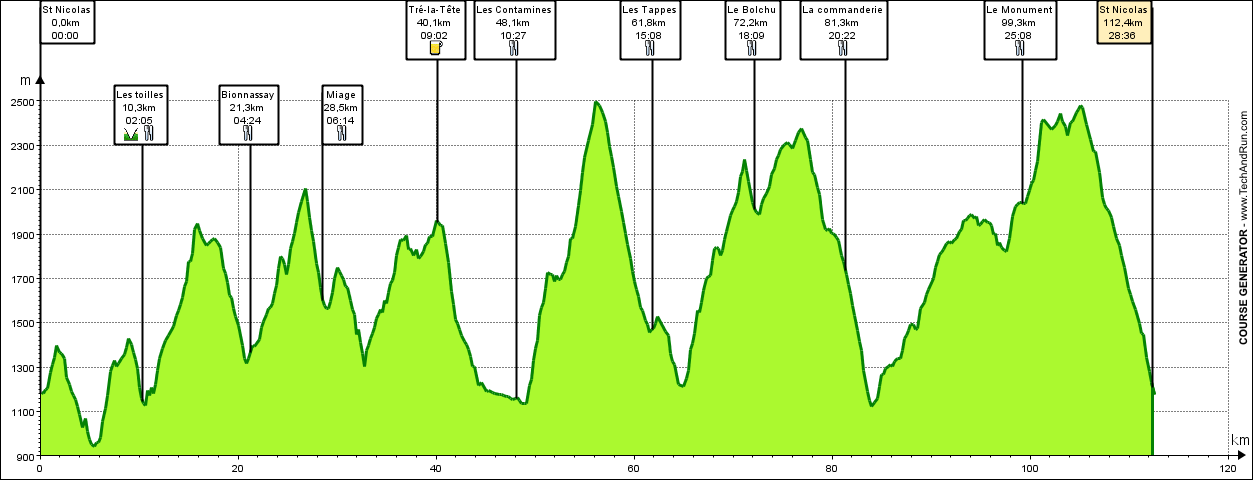 St Nicolas
0,0km
00:00
Tré-la-Tête
40,1km
09:02
Les Contamines
48,1km
10:27
Les Tappes
61,8km
15:08
Le Bolchu
72,2km
18:09
La commanderie
81,3km
20:22
Le Monument
99,3km
25:08
St Nicolas
112,4km
28:36
Les toilles
10,3km
02:05
Bionnassay
21,3km
04:24
Miage
28,5km
06:14
m
2500
2300
2100
1900
1700
1500
1300
1100
900
0
20
40
60
80
100
120
km
COURSE GENERATOR - www.TechAndRun.com